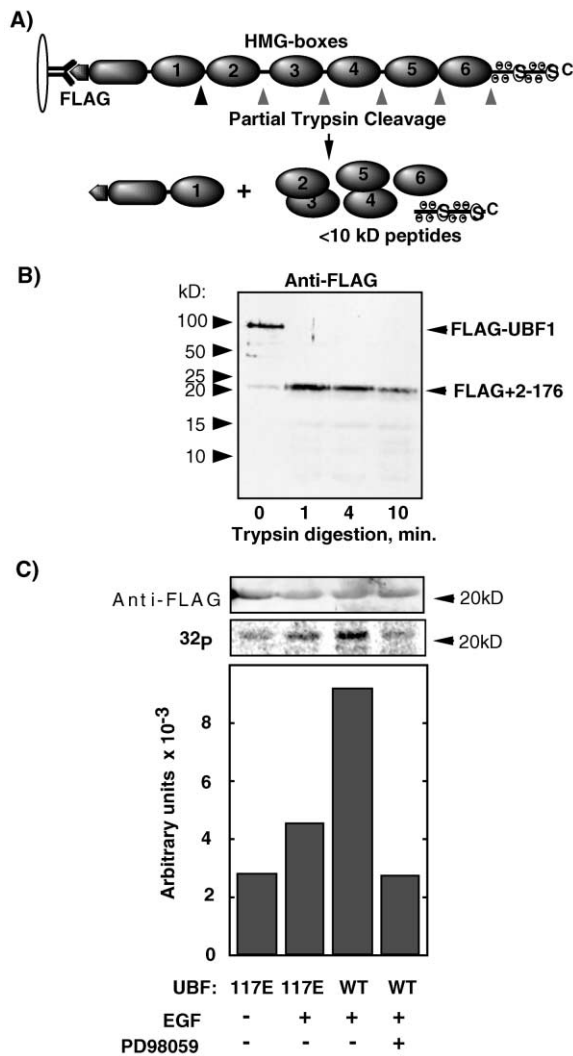 A)
HMG-boxes
1 2 3 4 5 6 C
FLAG
Partial Trypsin Cleavage
1 + 2 3 5 4 6 C
<10 kD peptides
B)
Anti-FLAG
kD:
100
FLAG-UBF1
50
25
20
FLAG+2-176
15
10
0 1 4 10
Trypsin digestion, min.
C)
Anti-FLAG 20kD
32P 20kD
Arbitrary units x 10-3
8
6
4
2
0
UBF: 117E 117E WT WT
EGF - + + +
PD98059 - - - +